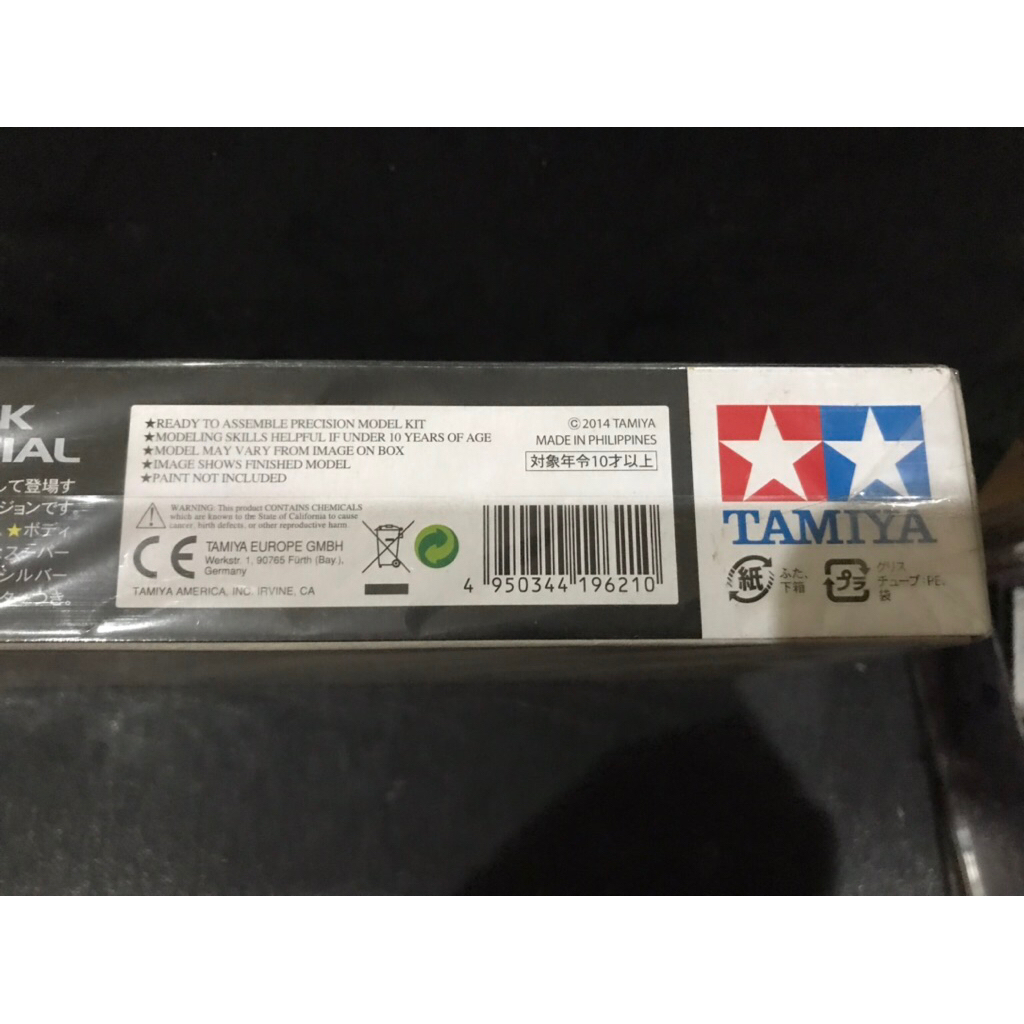 K
IAL
して登場す
ジョンです。
★ボディ
スモーバー
シルバー
ターつき。
★READY TO ASSEMBLE PRECISION MODEL KIT
★MODELING SKILLS HELPFUL IF UNDER 10 YEARS OF AGE
★MODEL MAY VARY FROM IMAGE ON BOX
★IMAGE SHOWS FINISHED MODEL
★PAINT NOT INCLUDED
© 2014 TAMIYA
MADE IN PHILIPPINES
対象年令10才以上
WARNING: This product CONTAINS CHEMICALS
which are known to the State of California to cause
cancer, birth defects, or other reproductive harm.
CE
TAMIYA EUROPE GMBH
Werkstr. 1, 90765 Fürth (Bay.),
Germany
TAMIYA AMERICA, INC. IRVINE, CA
4 950344 196210
TAMIYA
紙
ふた、
下箱
プラ
グリス
チューブ:PE、
袋